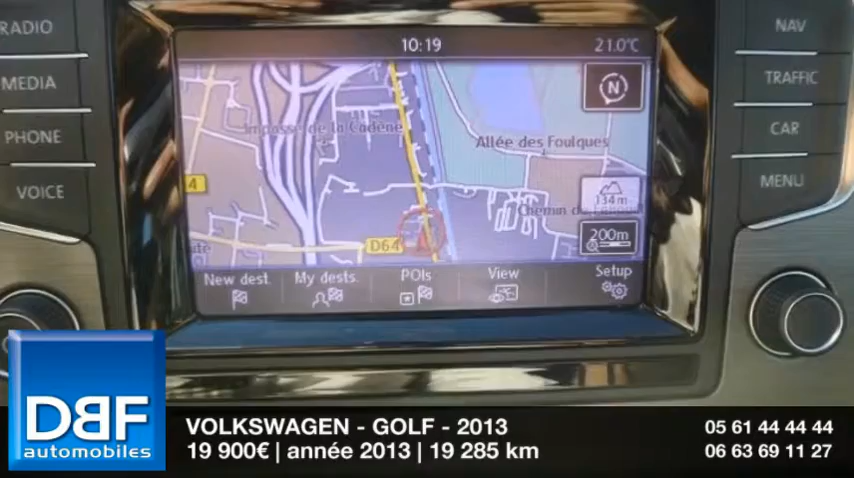 RADIO
MEDIA
PHONE
VOICE
10:19
21.0°C
N
Impasse de la Cadène
Allée des Foulques
4
134 m
Chemin de
D64
200m
New dest.
My dests.
POIs
View
Setup
NAV
TRAFFIC
CAR
MENU
DBF
automobiles
VOLKSWAGEN - GOLF - 2013
19 900€ | année 2013 | 19 285 km
05 61 44 44 44
06 63 69 11 27